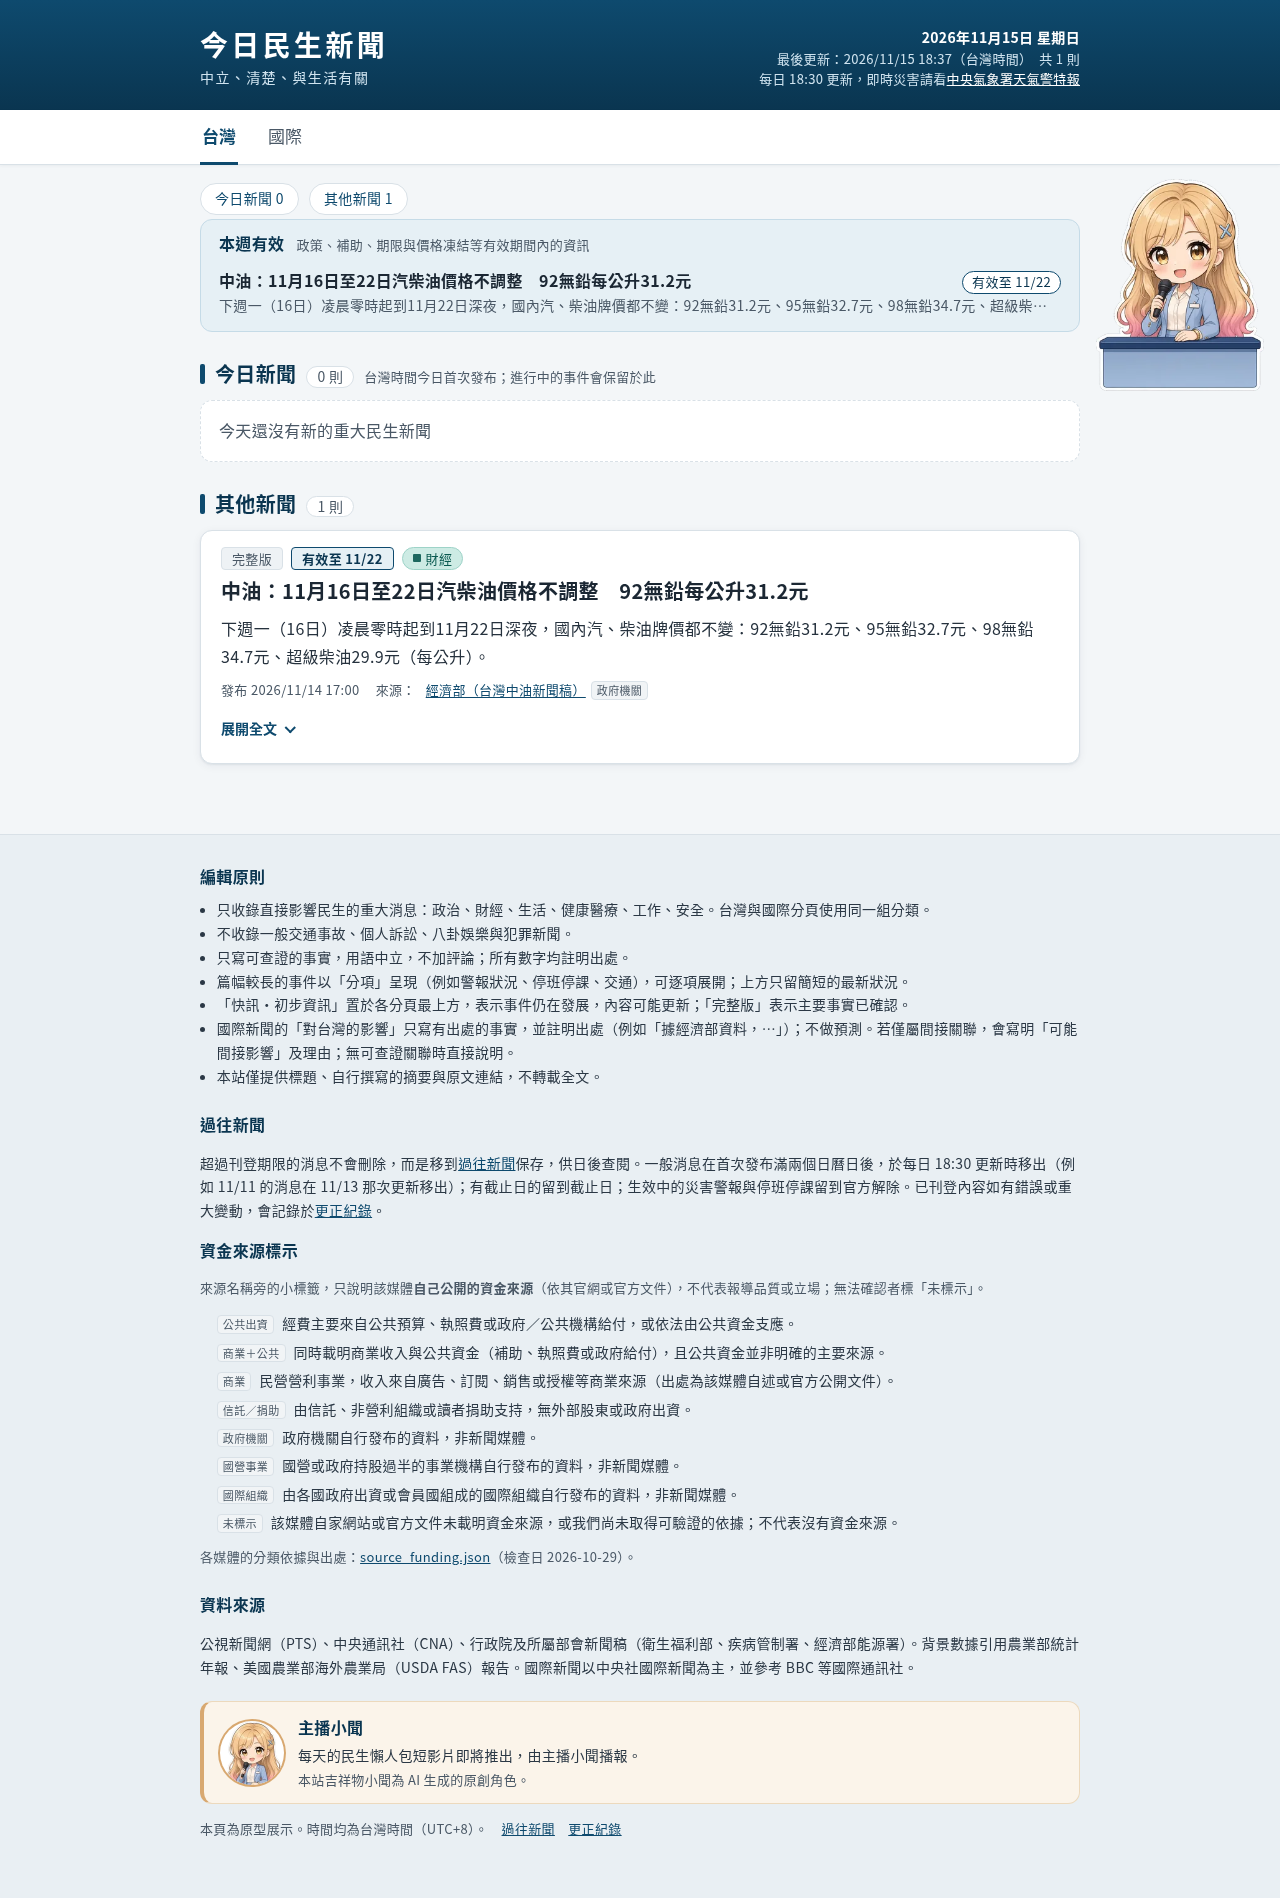 今日民生新聞
中立、清楚、與生活有關
2026年11月15日 星期日
最後更新：2026/11/15 18:37（台灣時間） 共 1 則
每日 18:30 更新，即時災害請看中央氣象署天氣警特報
台灣
國際
今日新聞 0
其他新聞 1
本週有效 政策、補助、期限與價格凍結等有效期間內的資訊
中油：11月16日至22日汽柴油價格不調整　92無鉛每公升31.2元
有效至 11/22
下週一（16日）凌晨零時起到11月22日深夜，國內汽、柴油牌價都不變：92無鉛31.2元、95無鉛32.7元、98無鉛34.7元、超級柴…
今日新聞 0 則 台灣時間今日首次發布；進行中的事件會保留於此
今天還沒有新的重大民生新聞
其他新聞 1 則
完整版 有效至 11/22 財經
中油：11月16日至22日汽柴油價格不調整　92無鉛每公升31.2元
下週一（16日）凌晨零時起到11月22日深夜，國內汽、柴油牌價都不變：92無鉛31.2元、95無鉛32.7元、98無鉛
34.7元、超級柴油29.9元（每公升）。
發布 2026/11/14 17:00 來源： 經濟部（台灣中油新聞稿） 政府機關
展開全文
編輯原則
• 只收錄直接影響民生的重大消息：政治、財經、生活、健康醫療、工作、安全。台灣與國際分頁使用同一組分類。
• 不收錄一般交通事故、個人訴訟、八卦娛樂與犯罪新聞。
• 只寫可查證的事實，用語中立，不加評論；所有數字均註明出處。
• 篇幅較長的事件以「分項」呈現（例如警報狀況、停班停課、交通），可逐項展開；上方只留簡短的最新狀況。
• 「快訊・初步資訊」置於各分頁最上方，表示事件仍在發展，內容可能更新；「完整版」表示主要事實已確認。
• 國際新聞的「對台灣的影響」只寫有出處的事實，並註明出處（例如「據經濟部資料，…」）；不做預測。若僅屬間接關聯，會寫明「可能
間接影響」及理由；無可查證關聯時直接說明。
• 本站僅提供標題、自行撰寫的摘要與原文連結，不轉載全文。
過往新聞
超過刊登期限的消息不會刪除，而是移到過往新聞保存，供日後查閱。一般消息在首次發布滿兩個日曆日後，於每日 18:30 更新時移出（例
如 11/11 的消息在 11/13 那次更新移出）；有截止日的留到截止日；生效中的災害警報與停班停課留到官方解除。已刊登內容如有錯誤或重
大變動，會記錄於更正紀錄。
資金來源標示
來源名稱旁的小標籤，只說明該媒體自己公開的資金來源（依其官網或官方文件），不代表報導品質或立場；無法確認者標「未標示」。
公共出資 經費主要來自公共預算、執照費或政府／公共機構給付，或依法由公共資金支應。
商業＋公共 同時載明商業收入與公共資金（補助、執照費或政府給付），且公共資金並非明確的主要來源。
商業 民營營利事業，收入來自廣告、訂閱、銷售或授權等商業來源（出處為該媒體自述或官方公開文件）。
信託／捐助 由信託、非營利組織或讀者捐助支持，無外部股東或政府出資。
政府機關 政府機關自行發布的資料，非新聞媒體。
國營事業 國營或政府持股過半的事業機構自行發布的資料，非新聞媒體。
國際組織 由各國政府出資或會員國組成的國際組織自行發布的資料，非新聞媒體。
未標示 該媒體自家網站或官方文件未載明資金來源，或我們尚未取得可驗證的依據；不代表沒有資金來源。
各媒體的分類依據與出處：source_funding.json（檢查日 2026-10-29）。
資料來源
公視新聞網（PTS）、中央通訊社（CNA）、行政院及所屬部會新聞稿（衛生福利部、疾病管制署、經濟部能源署）。背景數據引用農業部統計
年報、美國農業部海外農業局（USDA FAS）報告。國際新聞以中央社國際新聞為主，並參考 BBC 等國際通訊社。
主播小聞
每天的民生懶人包短影片即將推出，由主播小聞播報。
本站吉祥物小聞為 AI 生成的原創角色。
本頁為原型展示。時間均為台灣時間（UTC+8）。 過往新聞 更正紀錄